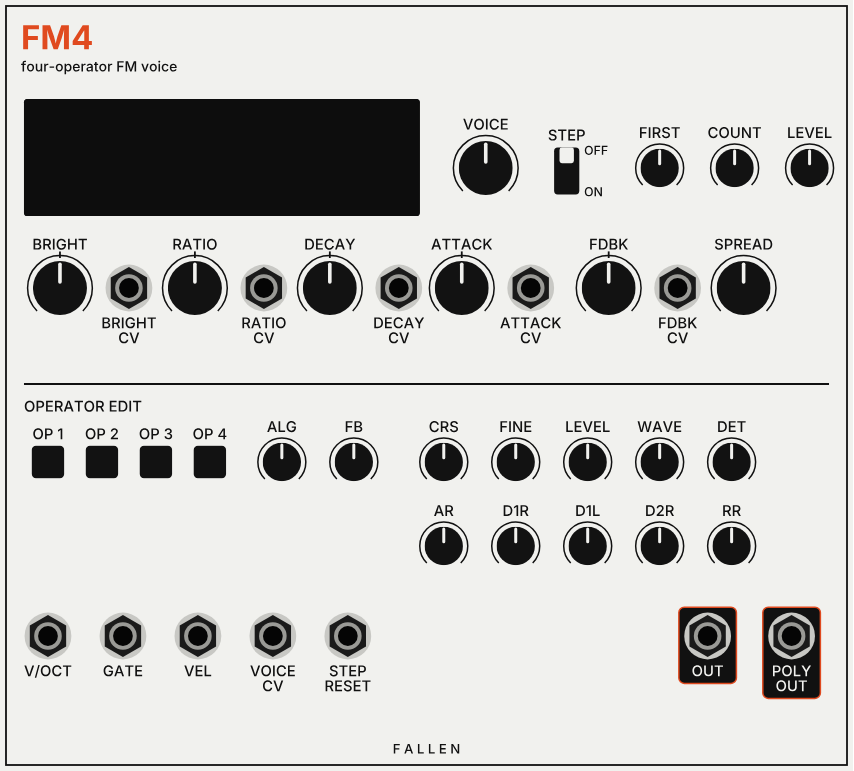 FM4
four-operator FM voice
VOICE
STEP
OFF
ON
FIRST
COUNT
LEVEL
BRIGHT
RATIO
DECAY
ATTACK
FDBK
SPREAD
BRIGHT
CV
RATIO
CV
DECAY
CV
ATTACK
CV
FDBK
CV
OPERATOR EDIT
OP 1
OP 2
OP 3
OP 4
ALG
FB
CRS
FINE
LEVEL
WAVE
DET
AR
D1R
D1L
D2R
RR
V/OCT
GATE
VEL
VOICE
CV
STEP
RESET
OUT
POLY
OUT
FALLEN